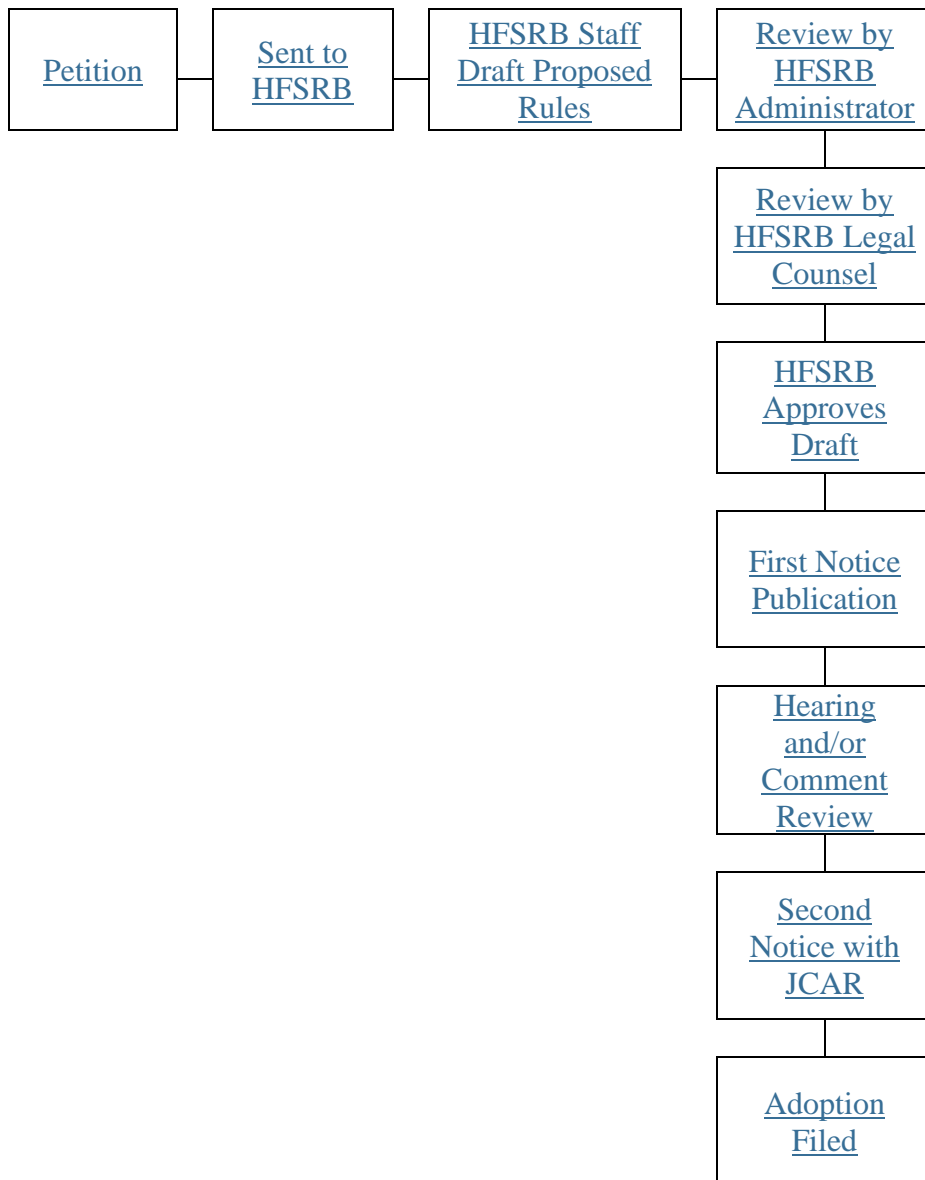 Petition
Sent to
HFSRB
HFSRB Staff
Draft Proposed
Rules
Review by
HFSRB
Administrator
Review by
HFSRB Legal
Counsel
HFSRB
Approves
Draft
First Notice
Publication
Hearing
and/or
Comment
Review
Second
Notice with
JCAR
Adoption
Filed